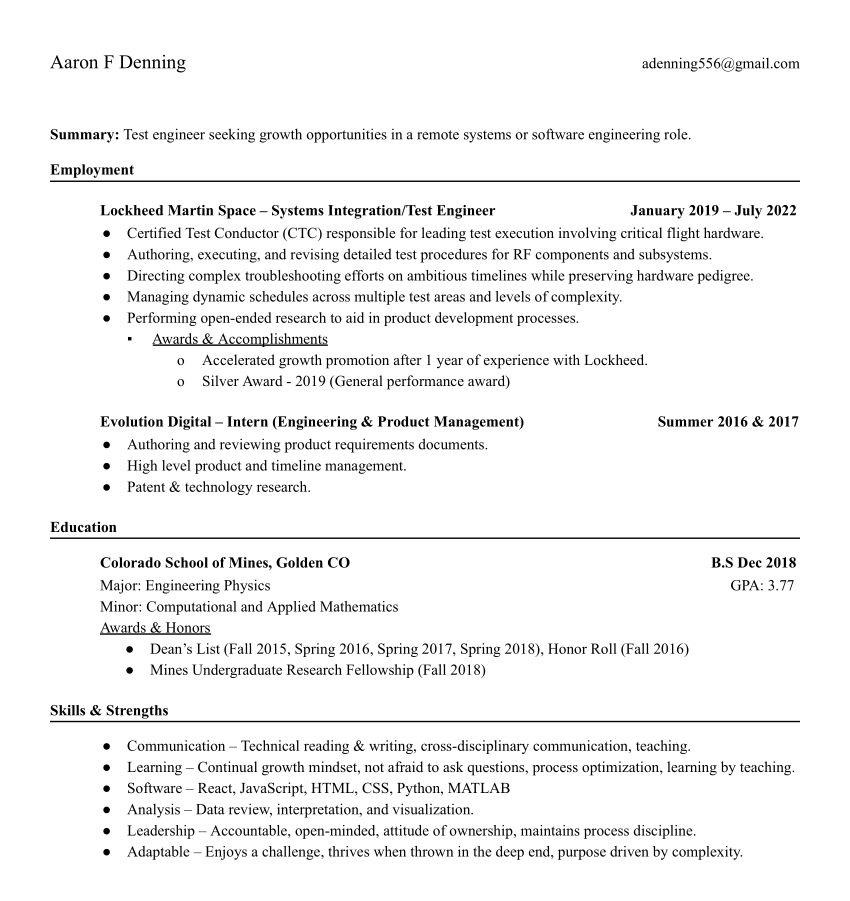 Aaron F Denning adenning556@gmail.com
Summary: Test engineer seeking growth opportunities in a remote systems or software engineering role.
Employment
Lockheed Martin Space – Systems Integration/Test Engineer January 2019 – July 2022
● Certified Test Conductor (CTC) responsible for leading test execution involving critical flight hardware.
● Authoring, executing, and revising detailed test procedures for RF components and subsystems.
● Directing complex troubleshooting efforts on ambitious timelines while preserving hardware pedigree.
● Managing dynamic schedules across multiple test areas and levels of complexity.
● Performing open-ended research to aid in product development processes.
▪ Awards & Accomplishments
o Accelerated growth promotion after 1 year of experience with Lockheed.
o Silver Award - 2019 (General performance award)
Evolution Digital – Intern (Engineering & Product Management) Summer 2016 & 2017
● Authoring and reviewing product requirements documents.
● High level product and timeline management.
● Patent & technology research.
Education
Colorado School of Mines, Golden CO B.S Dec 2018
Major: Engineering Physics GPA: 3.77
Minor: Computational and Applied Mathematics
Awards & Honors
● Dean’s List (Fall 2015, Spring 2016, Spring 2017, Spring 2018), Honor Roll (Fall 2016)
● Mines Undergraduate Research Fellowship (Fall 2018)
Skills & Strengths
● Communication – Technical reading & writing, cross-disciplinary communication, teaching.
● Learning – Continual growth mindset, not afraid to ask questions, process optimization, learning by teaching.
● Software – React, JavaScript, HTML, CSS, Python, MATLAB
● Analysis – Data review, interpretation, and visualization.
● Leadership – Accountable, open-minded, attitude of ownership, maintains process discipline.
● Adaptable – Enjoys a challenge, thrives when thrown in the deep end, purpose driven by complexity.